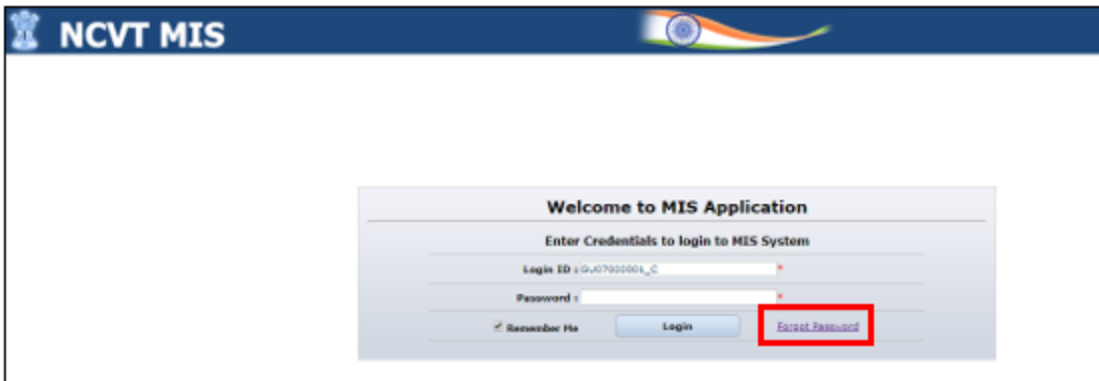 NCVT MIS
Welcome to MIS Application
Enter Credentials to login to MIS System
Login ID :
Password :
Remember Me Login Forgot Password